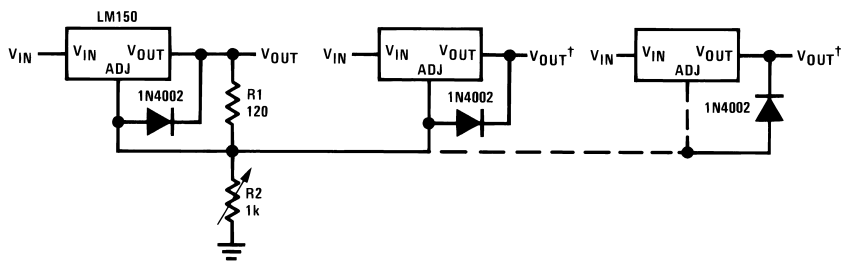 LM150
VIN VIN VOUT VOUT
ADJ
1N4002
R1
120
R2
1k
VIN VIN VOUT VOUT†
ADJ
1N4002
VIN VIN VOUT VOUT†
ADJ
1N4002